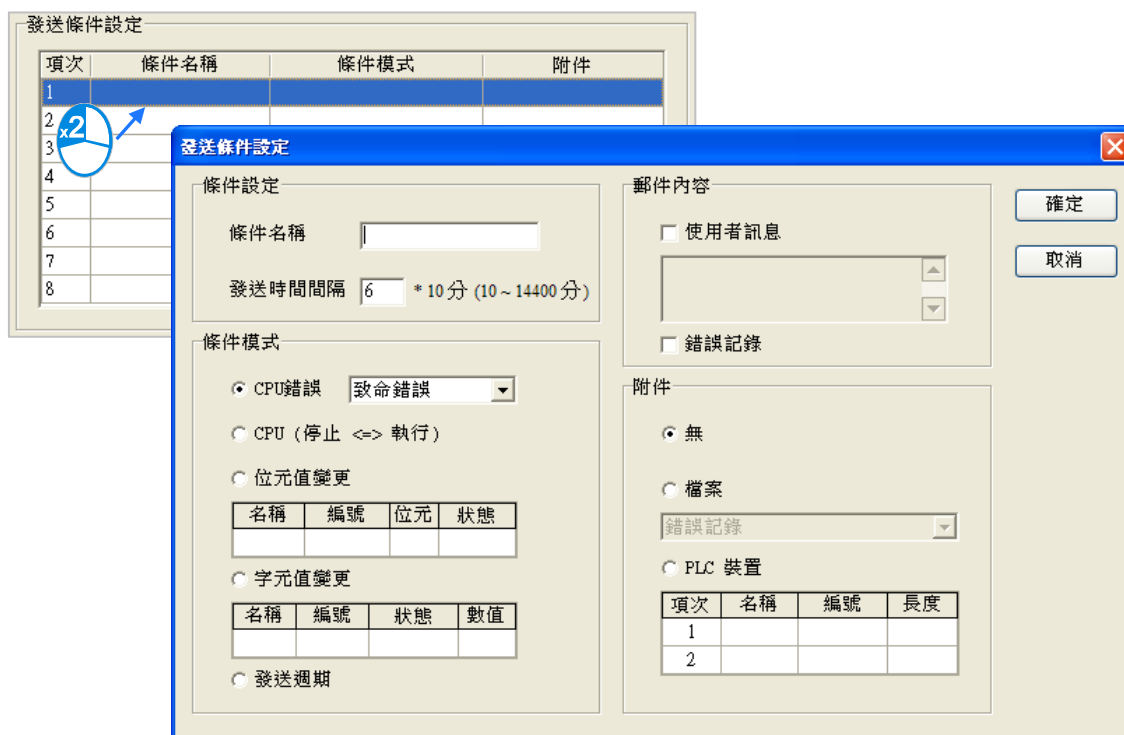 發送條件設定
項次 條件名稱 條件模式 附件
1
2
x2
3
4
5
6
7
8
發送條件設定
條件設定
條件名稱
發送時間間隔 6 * 10分 (10 ~ 14400 分)
條件模式
CPU錯誤 致命錯誤
CPU (停止 <=> 執行)
位元值變更
名稱 編號 位元 狀態
字元值變更
名稱 編號 狀態 數值
發送週期
郵件內容
使用者訊息
錯誤記錄
附件
無
檔案
錯誤記錄
PLC 裝置
項次 名稱 編號 長度
1
2
確定
取消